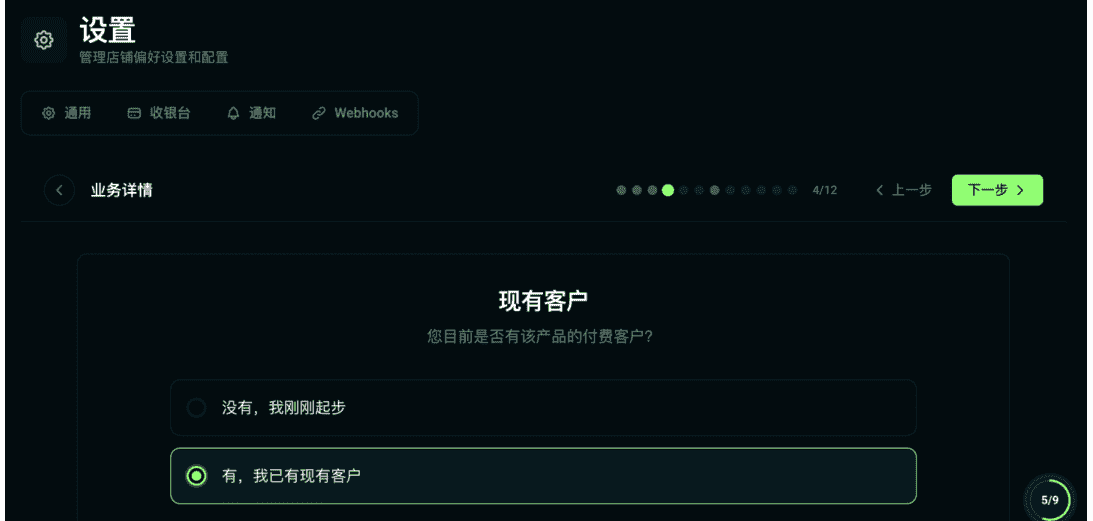 设置
管理店铺偏好设置和配置
通用 收银台 通知 Webhooks
业务详情 4/12 上一步 下一步
现有客户
您目前是否有该产品的付费客户？
没有，我刚刚起步
有，我已有现有客户
5/9